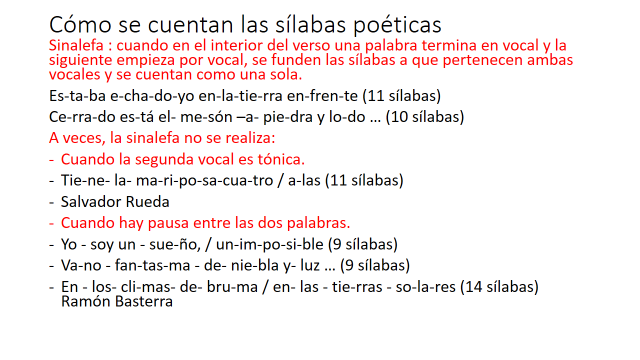 Cómo se cuentan las sílabas poéticas
Sinalefa : cuando en el interior del verso una palabra termina en vocal y la
siguiente empieza por vocal, se funden las sílabas a que pertenecen ambas
vocales y se cuentan como una sola.
Es-ta-ba e-cha-do-yo en-la-tie-rra en-fren-te (11 sílabas)
Ce-rra-do es-tá el- me-són –a- pie-dra y lo-do ... (10 sílabas)
A veces, la sinalefa no se realiza:
- Cuando la segunda vocal es tónica.
- Tie-ne- la- ma-ri-po-sa-cua-tro / a-las (11 sílabas)
- Salvador Rueda
- Cuando hay pausa entre las dos palabras.
- Yo - soy un - sue-ño, / un-im-po-si-ble (9 sílabas)
- Va-no - fan-tas-ma - de- nie-bla y- luz ... (9 sílabas)
- En - los- cli-mas- de- bru-ma / en- las - tie-rras - so-la-res (14 sílabas)
Ramón Basterra